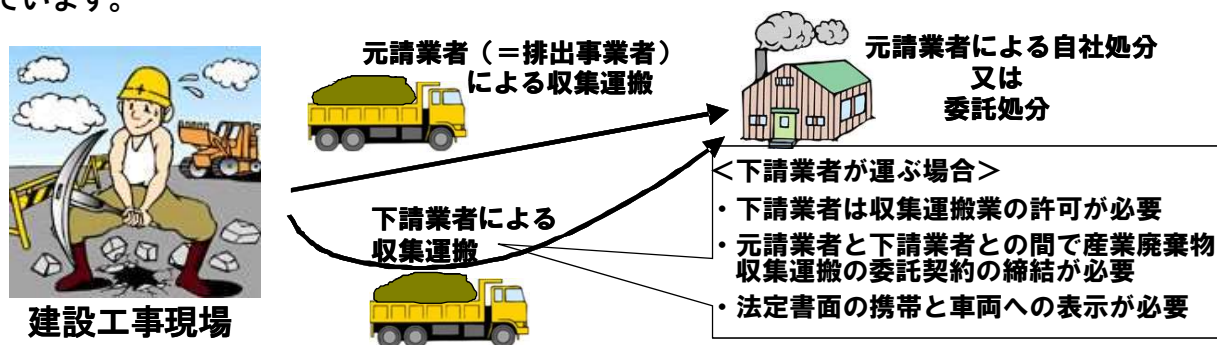 ています。
元請業者（＝排出事業者）
による収集運搬
元請業者による自社処分
又は
委託処分
下請業者による
収集運搬
＜下請業者が運ぶ場合＞
・下請業者は収集運搬業の許可が必要
・元請業者と下請業者との間で産業廃棄物
収集運搬の委託契約の締結が必要
・法定書面の携帯と車両への表示が必要
建設工事現場